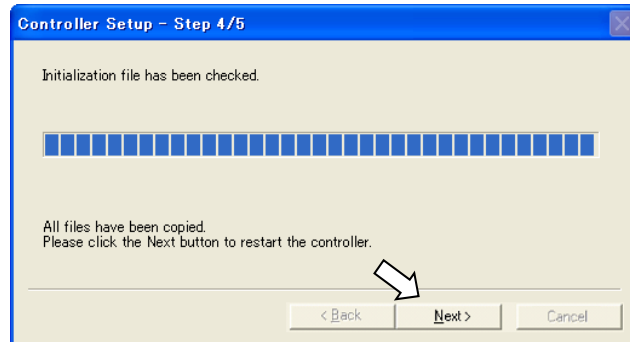 Controller Setup - Step 4/5
Initialization file has been checked.
All files have been copied.
Please click the Next button to restart the controller.
< Back
Next >
Cancel